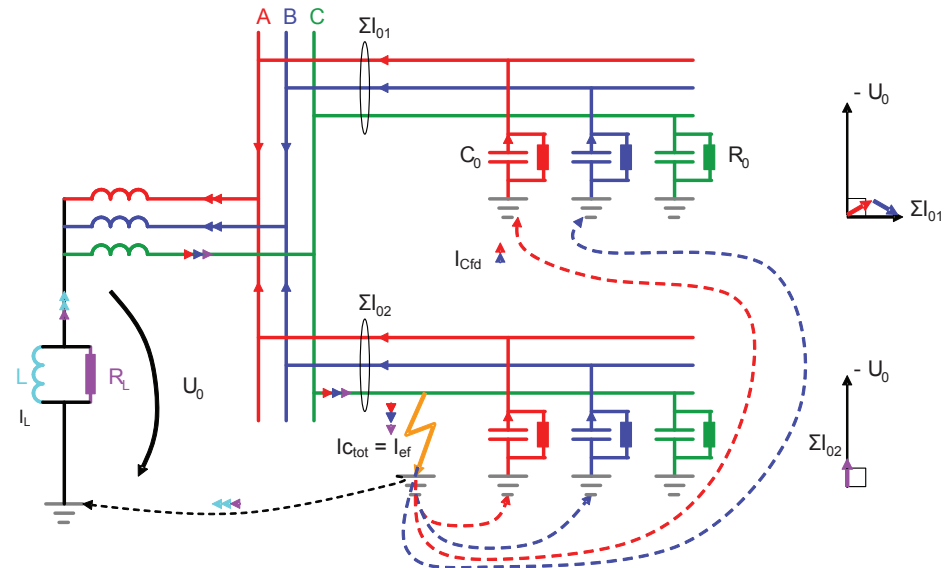 A B C
ΣI01
- U0
C0
R0
ΣI01
ICfd
ΣI02
- U0
L
RL
U0
IL
Ictot = Ief
ΣI02